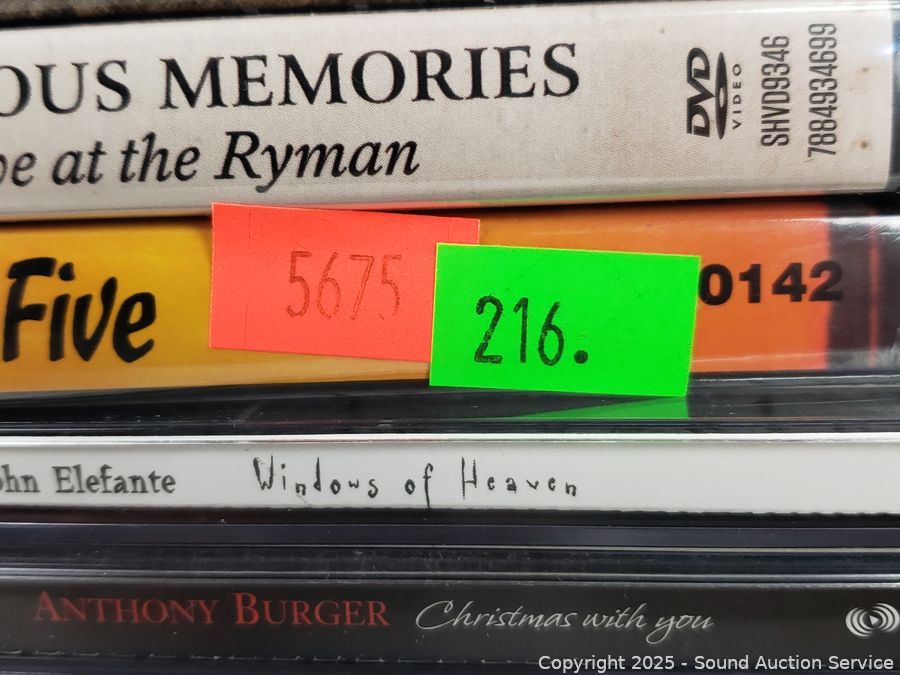 OUS MEMORIES
at the Ryman
DVD
VIDEO
SHVD9346
7884934699
Five
5675
216.
0142
Elefante
Windows of Heaven
ANTHONY BURGER
Christmas with you
Copyright 2025 - Sound Auction Service